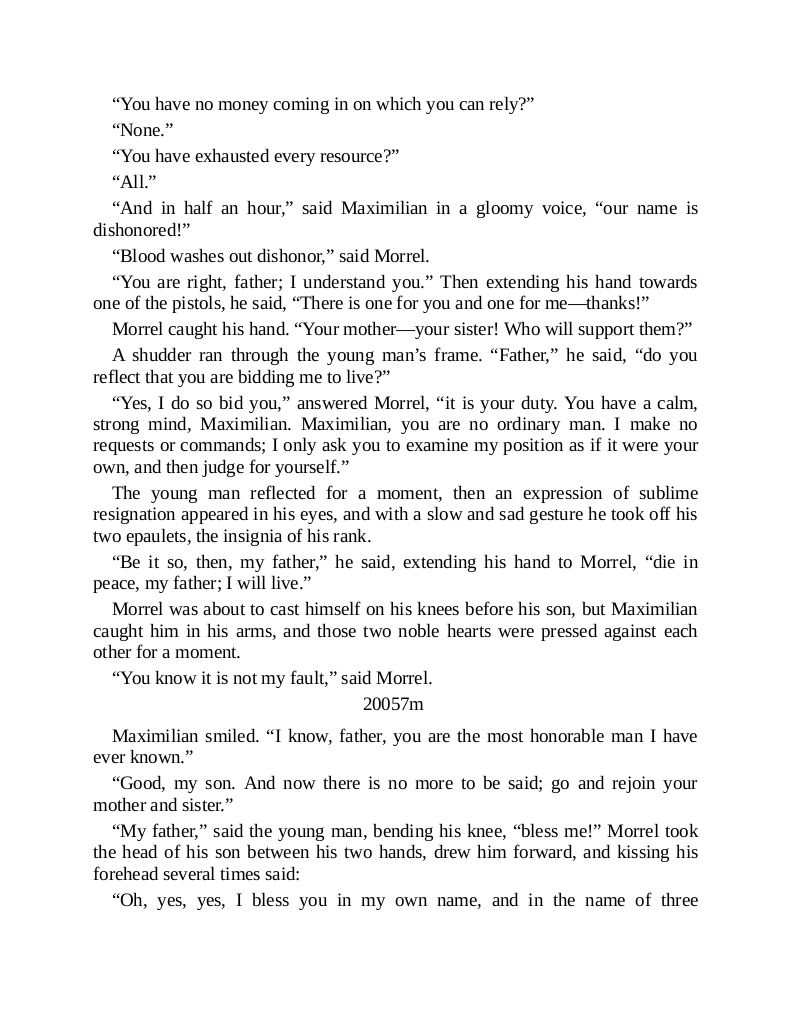 “You have no money coming in on which you can rely?”
“None.”
“You have exhausted every resource?”
“All.”
“And in half an hour,” said Maximilian in a gloomy voice, “our name is
dishonored!”
“Blood washes out dishonor,” said Morrel.
“You are right, father; I understand you.” Then extending his hand towards
one of the pistols, he said, “There is one for you and one for me—thanks!”
Morrel caught his hand. “Your mother—your sister! Who will support them?”
A shudder ran through the young man’s frame. “Father,” he said, “do you
reflect that you are bidding me to live?”
“Yes, I do so bid you,” answered Morrel, “it is your duty. You have a calm,
strong mind, Maximilian. Maximilian, you are no ordinary man. I make no
requests or commands; I only ask you to examine my position as if it were your
own, and then judge for yourself.”
The young man reflected for a moment, then an expression of sublime
resignation appeared in his eyes, and with a slow and sad gesture he took off his
two epaulets, the insignia of his rank.
“Be it so, then, my father,” he said, extending his hand to Morrel, “die in
peace, my father; I will live.”
Morrel was about to cast himself on his knees before his son, but Maximilian
caught him in his arms, and those two noble hearts were pressed against each
other for a moment.
“You know it is not my fault,” said Morrel.
20057m
Maximilian smiled. “I know, father, you are the most honorable man I have
ever known.”
“Good, my son. And now there is no more to be said; go and rejoin your
mother and sister.”
“My father,” said the young man, bending his knee, “bless me!” Morrel took
the head of his son between his two hands, drew him forward, and kissing his
forehead several times said:
“Oh, yes, yes, I bless you in my own name, and in the name of three